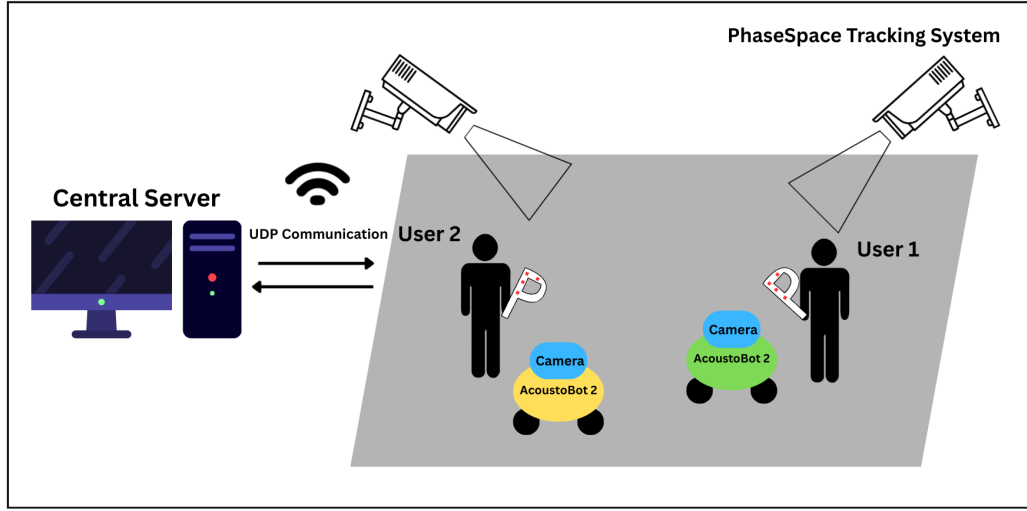 PhaseSpace Tracking System
Central Server
UDP Communication
User 2
User 1
Camera
AcoustoBot 2
Camera
AcoustoBot 2